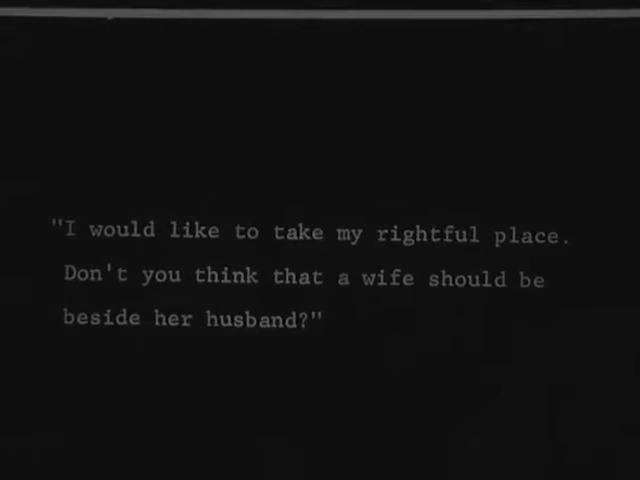 "I would like to take my rightful place.
Don't you think that a wife should be
beside her husband?"